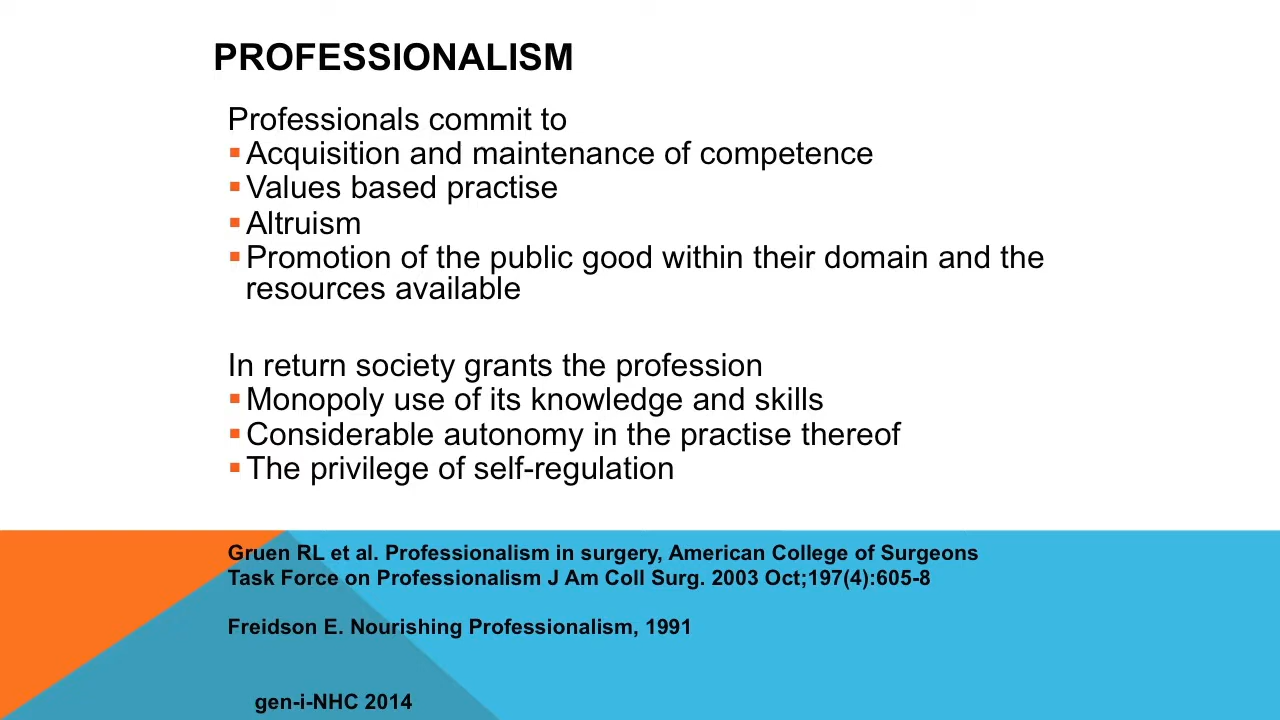 PROFESSIONALISM
Professionals commit to
▪Acquisition and maintenance of competence
▪Values based practise
▪Altruism
▪Promotion of the public good within their domain and the
resources available
In return society grants the profession
▪Monopoly use of its knowledge and skills
▪Considerable autonomy in the practise thereof
▪The privilege of self-regulation
Gruen RL et al. Professionalism in surgery, American College of Surgeons
Task Force on Professionalism J Am Coll Surg. 2003 Oct;197(4):605-8
Freidson E. Nourishing Professionalism, 1991
gen-i-NHC 2014